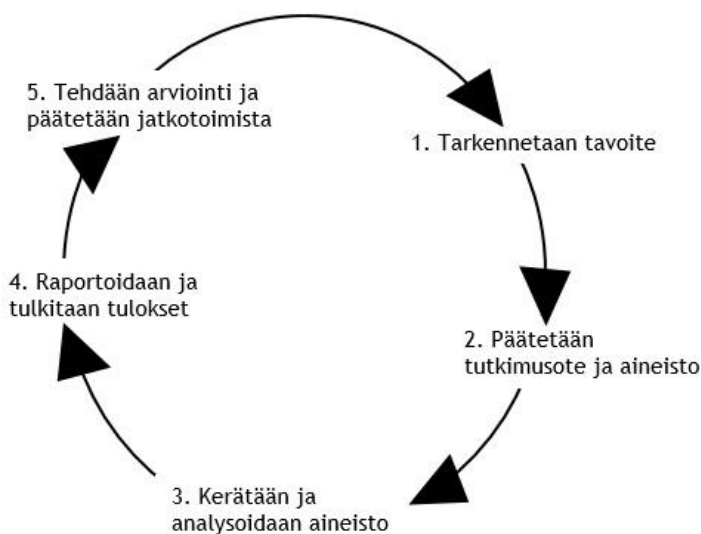 1. Tarkennetaan tavoite
2. Päätetään
tutkimusote ja aineisto
3. Kerätään ja
analysoidaan aineisto
4. Raportoidaan ja
tulkitaan tulokset
5. Tehdään arviointi ja
päätetään jatkotoimista